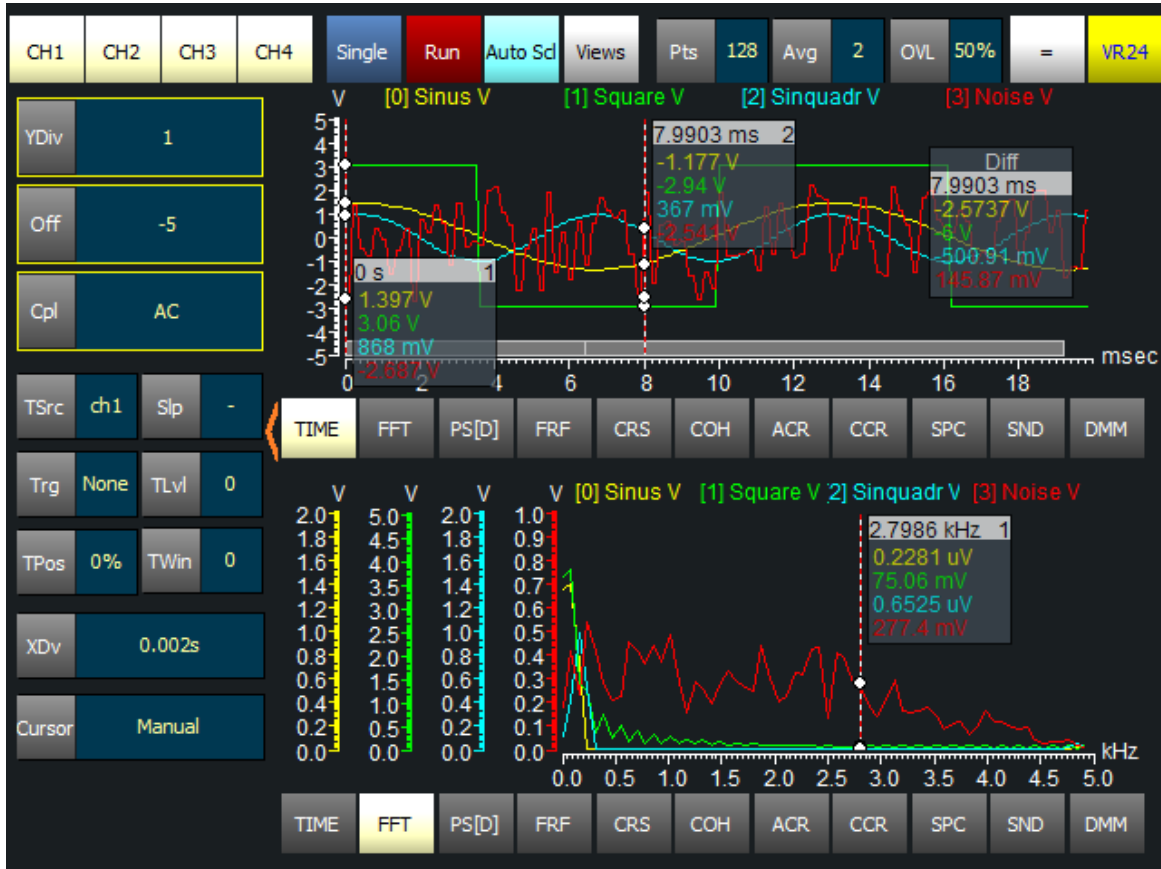 CH1 CH2 CH3 CH4 Single Run Auto Scl Views Pts 128 Avg 2 OVL 50% = VR24
V [0] Sinus V [1] Square V [2] Sinquadr V [3] Noise V
YDiv 1
Off -5
Cpl AC
TSrc ch1 Slp -
Trg None TLvl 0
TPos 0% TWin 0
XDv 0.002s
Cursor Manual
5
4
3
2
1
0
-1
-2
-3
-4
-5
7.9903 ms 2
-1.177 V
-2.94 V
367 mV
-2.541 V
Diff
7.9903 ms
-2.5737 V
-6 V
-500.91 mV
145.87 mV
0 s 1
1.397 V
3.06 V
868 mV
-2.687 V
0 2 4 6 8 10 12 14 16 18 msec
TIME FFT PS[D] FRF CRS COH ACR CCR SPC SND DMM
V V V V [0] Sinus V [1] Square V 2] Sinquadr V [3] Noise V
2.0 5.0 2.0 1.0
1.8 4.5 1.8 0.9
1.6 4.0 1.6 0.8
1.4 3.5 1.4 0.7
1.2 3.0 1.2 0.6
1.0 2.5 1.0 0.5
0.8 2.0 0.8 0.4
0.6 1.5 0.6 0.3
0.4 1.0 0.4 0.2
0.2 0.5 0.2 0.1
0.0 0.0 0.0 0.0
2.7986 kHz 1
0.2281 uV
75.06 mV
0.6525 uV
277.4 mV
kHz
0.0 0.5 1.0 1.5 2.0 2.5 3.0 3.5 4.0 4.5 5.0
TIME FFT PS[D] FRF CRS COH ACR CCR SPC SND DMM